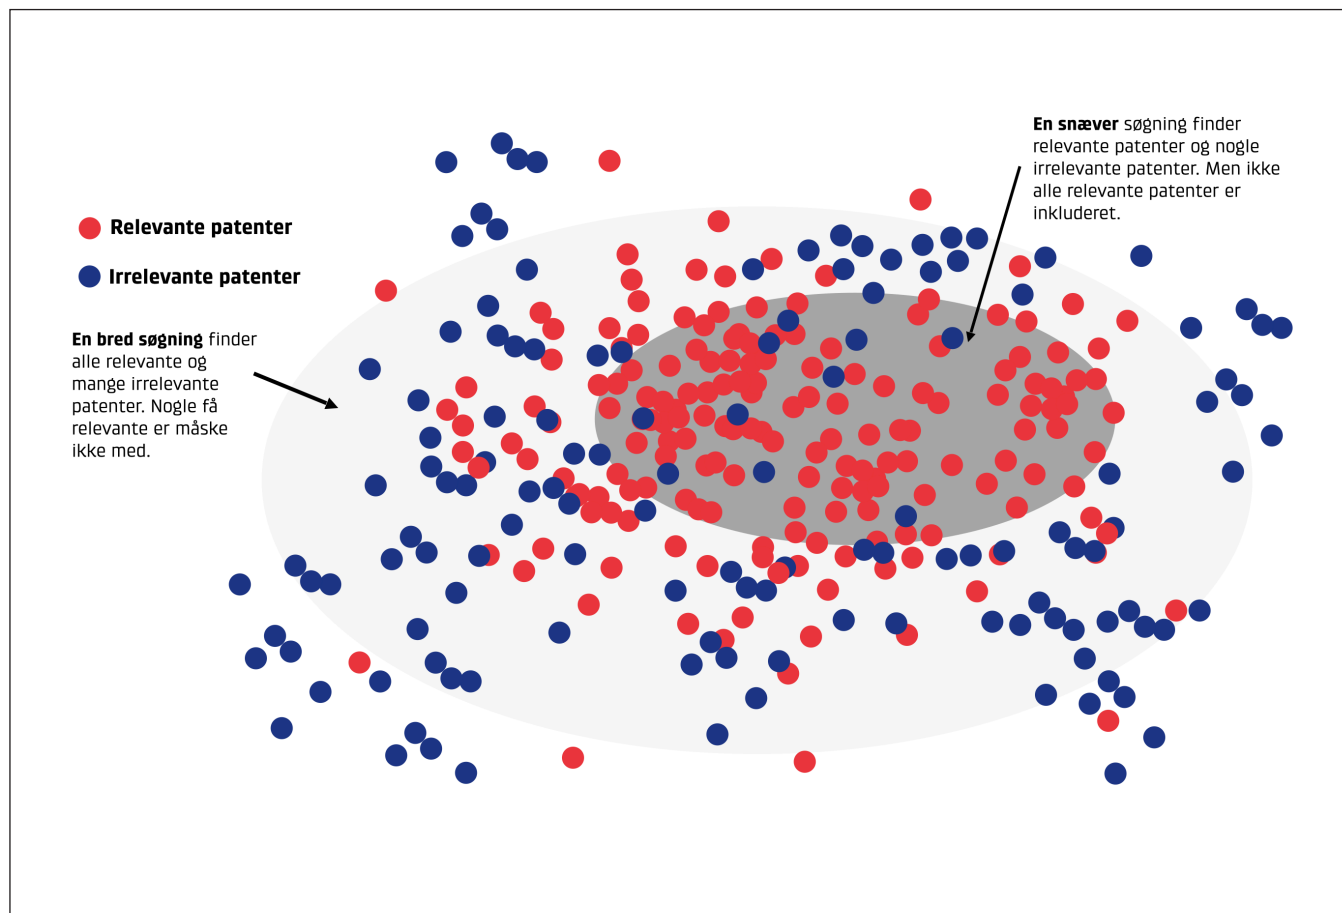 En snæver søgning finder
relevante patenter og nogle
irrelevante patenter. Men ikke
alle relevante patenter er
inkluderet.
Relevante patenter
Irrelevante patenter
En bred søgning finder
alle relevante og
mange irrelevante
patenter. Nogle få
relevante er måske
ikke med.